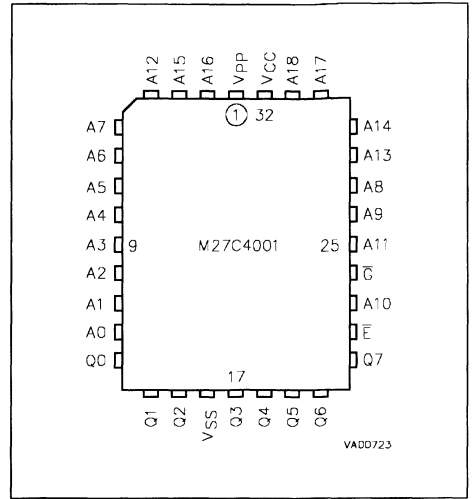 A12 A15 A16 VPP VCC A18 A17
1 32
A7 A14
A6 A13
A5 A8
A4 A9
A3 9 M27C4001 25 A11
A2 G̅
A1 A10
A0 E̅
Q0 Q7
17
Q1 Q2 VSS Q3 Q4 Q5 Q6
VA00723